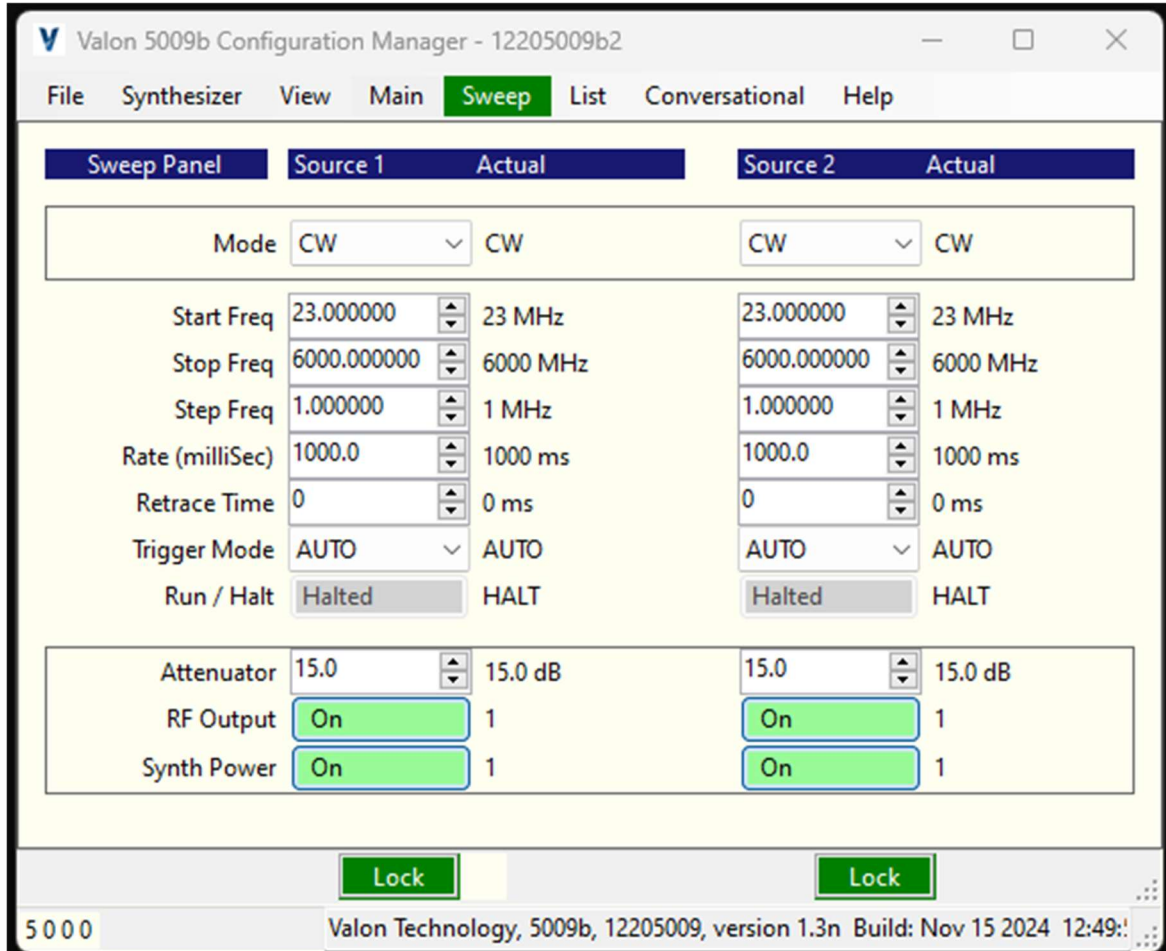 Valon 5009b Configuration Manager - 12205009b2
File Synthesizer View Main Sweep List Conversational Help
Sweep Panel Source 1 Actual Source 2 Actual
Mode CW CW CW CW
Start Freq 23.000000 23 MHz 23.000000 23 MHz
Stop Freq 6000.000000 6000 MHz 6000.000000 6000 MHz
Step Freq 1.000000 1 MHz 1.000000 1 MHz
Rate (milliSec) 1000.0 1000 ms 1000.0 1000 ms
Retrace Time 0 0 ms 0 0 ms
Trigger Mode AUTO AUTO AUTO AUTO
Run / Halt Halted HALT Halted HALT
Attenuator 15.0 15.0 dB 15.0 15.0 dB
RF Output On 1 On 1
Synth Power On 1 On 1
Lock Lock
5 0 0 0 Valon Technology, 5009b, 12205009, version 1.3n Build: Nov 15 2024 12:49: